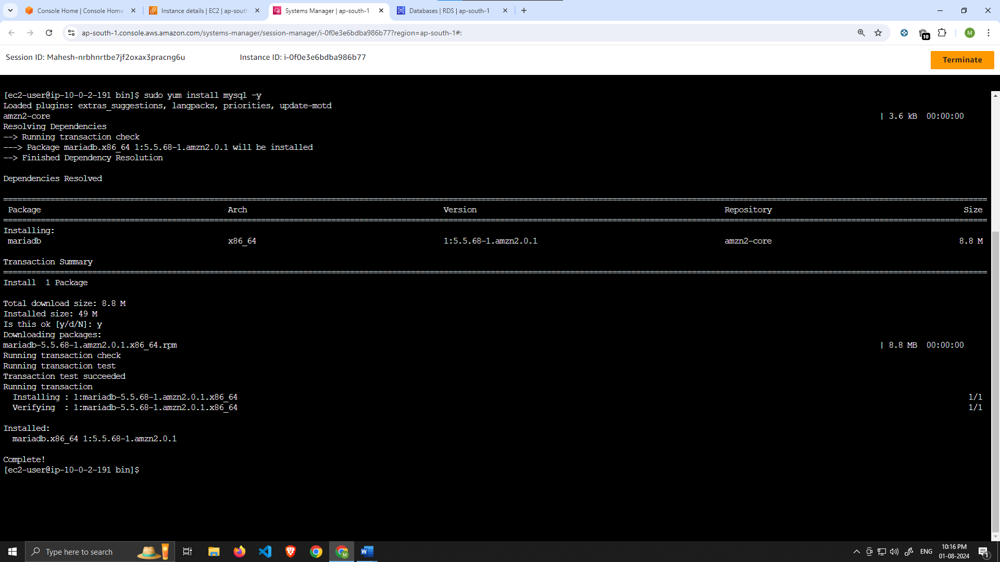 Console Home | Console Home
Instance details | EC2 | ap-sout
Systems Manager | ap-south-1
Databases | RDS | ap-south-1
ap-south-1.console.aws.amazon.com/systems-manager/session-manager/i-0f0e3e6bdba986b77?region=ap-south-1#:
10
M
Session ID: Mahesh-nrbhnrtbe7jf2oxax3pracng6u
Instance ID: i-0f0e3e6bdba986b77
Terminate
[ec2-user@ip-10-0-2-191 bin]$ sudo yum install mysql -y
Loaded plugins: extras_suggestions, langpacks, priorities, update-motd
amzn2-core | 3.6 kB 00:00:00
Resolving Dependencies
--> Running transaction check
---> Package mariadb.x86_64 1:5.5.68-1.amzn2.0.1 will be installed
--> Finished Dependency Resolution
Dependencies Resolved
Package Arch Version Repository Size
Installing:
mariadb x86_64 1:5.5.68-1.amzn2.0.1 amzn2-core 8.8 M
Transaction Summary
Install 1 Package
Total download size: 8.8 M
Installed size: 49 M
Is this ok [y/d/N]: y
Downloading packages:
mariadb-5.5.68-1.amzn2.0.1.x86_64.rpm | 8.8 MB 00:00:00
Running transaction check
Running transaction test
Transaction test succeeded
Running transaction
Installing : 1:mariadb-5.5.68-1.amzn2.0.1.x86_64 1/1
Verifying : 1:mariadb-5.5.68-1.amzn2.0.1.x86_64 1/1
Installed:
mariadb.x86_64 1:5.5.68-1.amzn2.0.1
Complete!
[ec2-user@ip-10-0-2-191 bin]$
Type here to search
M
W
ENG
10:16 PM
01-08-2024
1